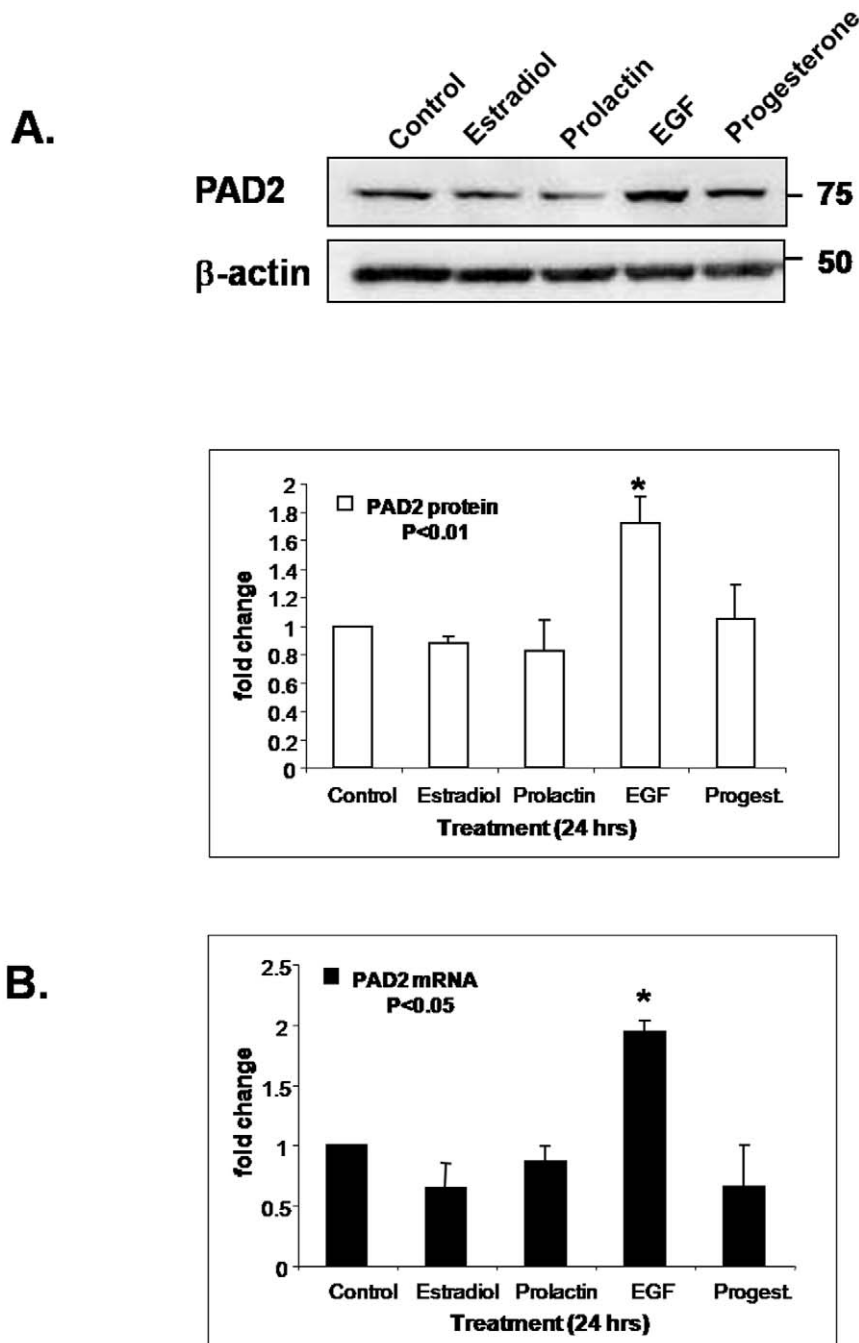 A.
Control Estradiol Prolactin EGF Progesterone
PAD2 75
β-actin 50
PAD2 protein
P<0.01
*
fold change
2
1.8
1.6
1.4
1.2
1
0.8
0.6
0.4
0.2
0
Control Estradiol Prolactin EGF Progest.
Treatment (24 hrs)
B.
PAD2 mRNA
P<0.05
*
fold change
2.5
2
1.5
1
0.5
0
Control Estradiol Prolactin EGF Progest.
Treatment (24 hrs)